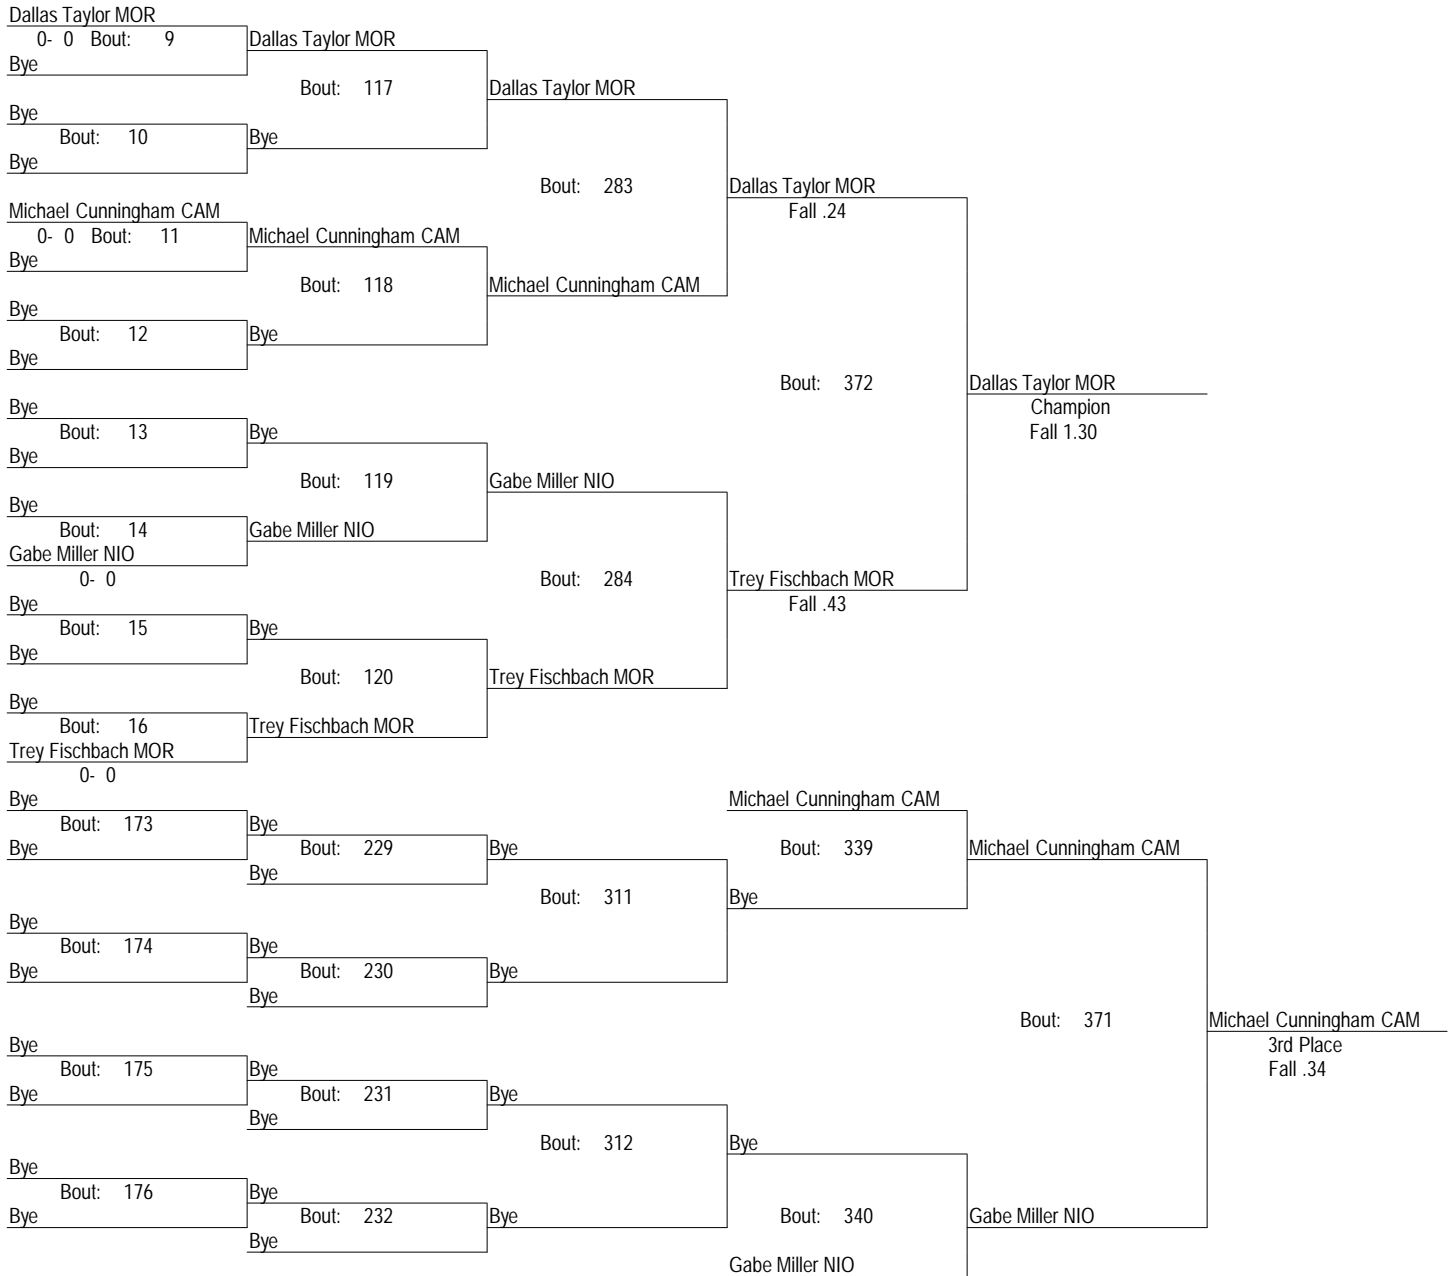 Dallas Taylor MOR
0- 0 Bout: 9 Dallas Taylor MOR
Bye
Bout: 117 Dallas Taylor MOR
Bye
Bout: 10 Bye
Bye
Bout: 283 Dallas Taylor MOR
Fall .24
Michael Cunningham CAM
0- 0 Bout: 11 Michael Cunningham CAM
Bye
Bout: 118 Michael Cunningham CAM
Bye
Bout: 12 Bye
Bye
Bout: 372 Dallas Taylor MOR
Champion
Fall 1.30
Bye
Bout: 13 Bye
Bye
Bout: 119 Gabe Miller NIO
Bye
Bout: 14 Gabe Miller NIO
Gabe Miller NIO
0- 0
Bout: 284 Trey Fischbach MOR
Fall .43
Bye
Bout: 15 Bye
Bye
Bout: 120 Trey Fischbach MOR
Bye
Bout: 16 Trey Fischbach MOR
Trey Fischbach MOR
0- 0
Bye Michael Cunningham CAM
Bout: 173 Bye
Bye Bout: 229 Bye Bout: 339 Michael Cunningham CAM
Bye
Bout: 311 Bye
Bye
Bout: 174 Bye
Bye Bout: 230 Bye
Bye
Bout: 371 Michael Cunningham CAM
3rd Place
Fall .34
Bye
Bout: 175 Bye
Bye Bout: 231 Bye
Bye
Bout: 312 Bye
Bye
Bout: 176 Bye
Bye Bout: 232 Bye Bout: 340 Gabe Miller NIO
Bye
Gabe Miller NIO